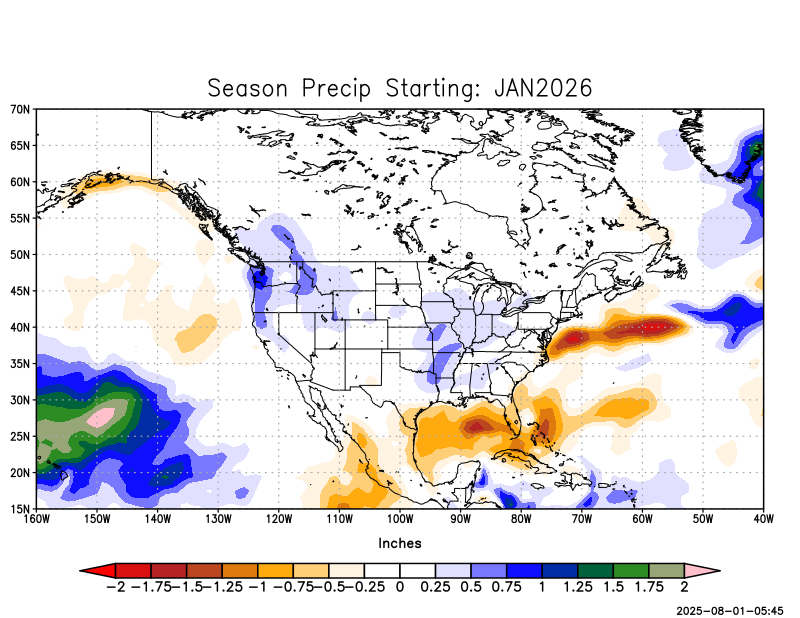 Season Precip Starting: JAN2026
70N
65N
60N
55N
50N
45N
40N
35N
30N
25N
20N
15N
160W 150W 140W 130W 120W 110W 100W 90W 80W 70W 60W 50W 40W
Inches
-2 -1.75 -1.5 -1.25 -1 -0.75 -0.5 -0.25 0 0.25 0.5 0.75 1 1.25 1.5 1.75 2
2025-08-01-05:45